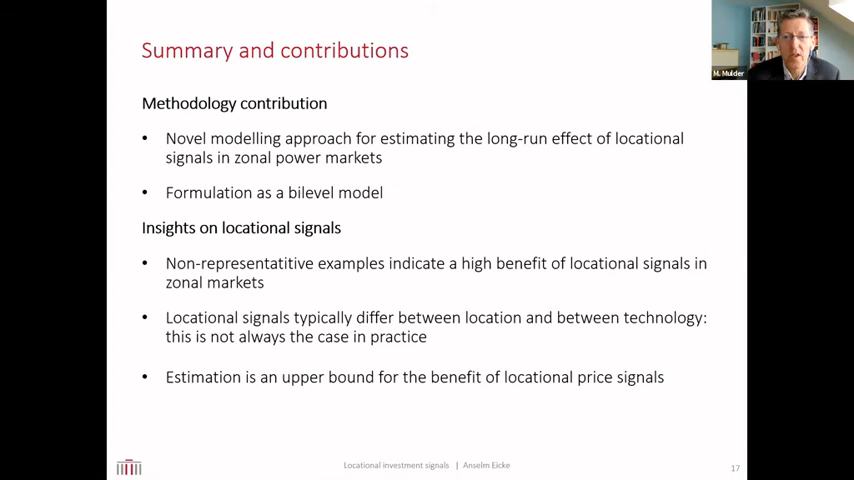 Summary and contributions
M. Mulder
Methodology contribution
• Novel modelling approach for estimating the long-run effect of locational
signals in zonal power markets
• Formulation as a bilevel model
Insights on locational signals
• Non-representatitive examples indicate a high benefit of locational signals in
zonal markets
• Locational signals typically differ between location and between technology:
this is not always the case in practice
• Estimation is an upper bound for the benefit of locational price signals
Locational investment signals | Anselm Eicke
17